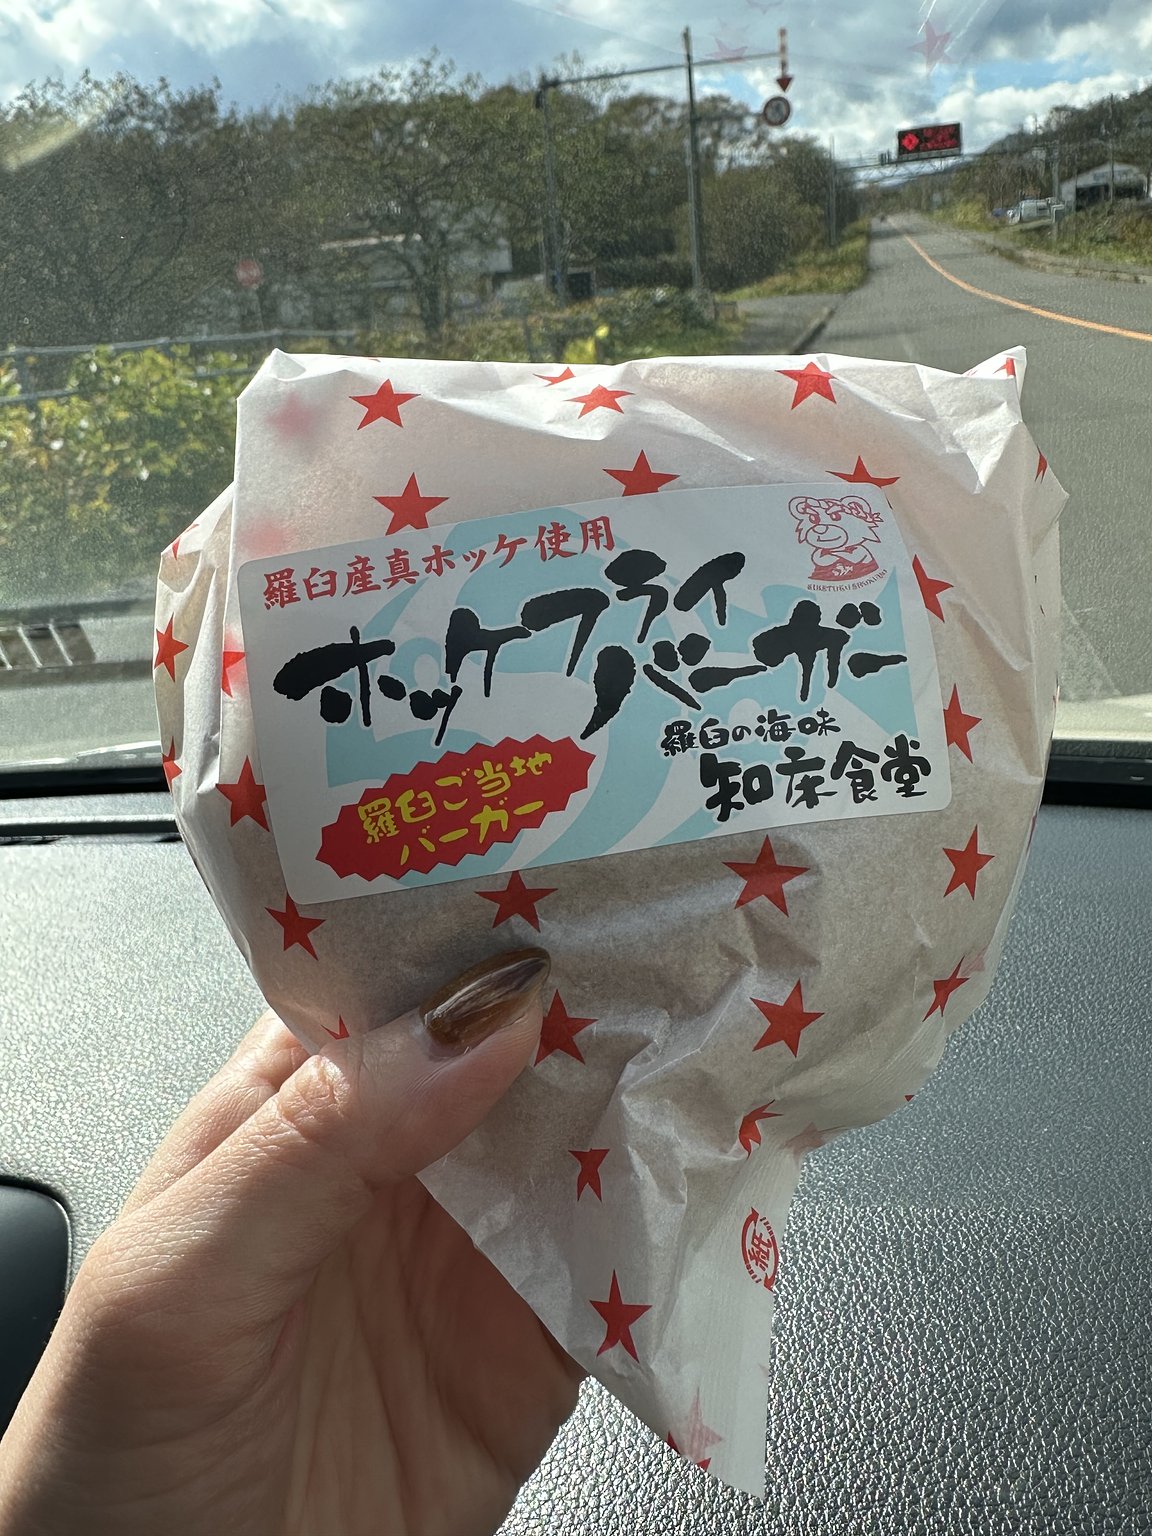 羅臼産真ホッケ使用
ホッケフライ
バーガー
羅臼の海味
知床食堂
羅臼ご当地
バーガー
紙